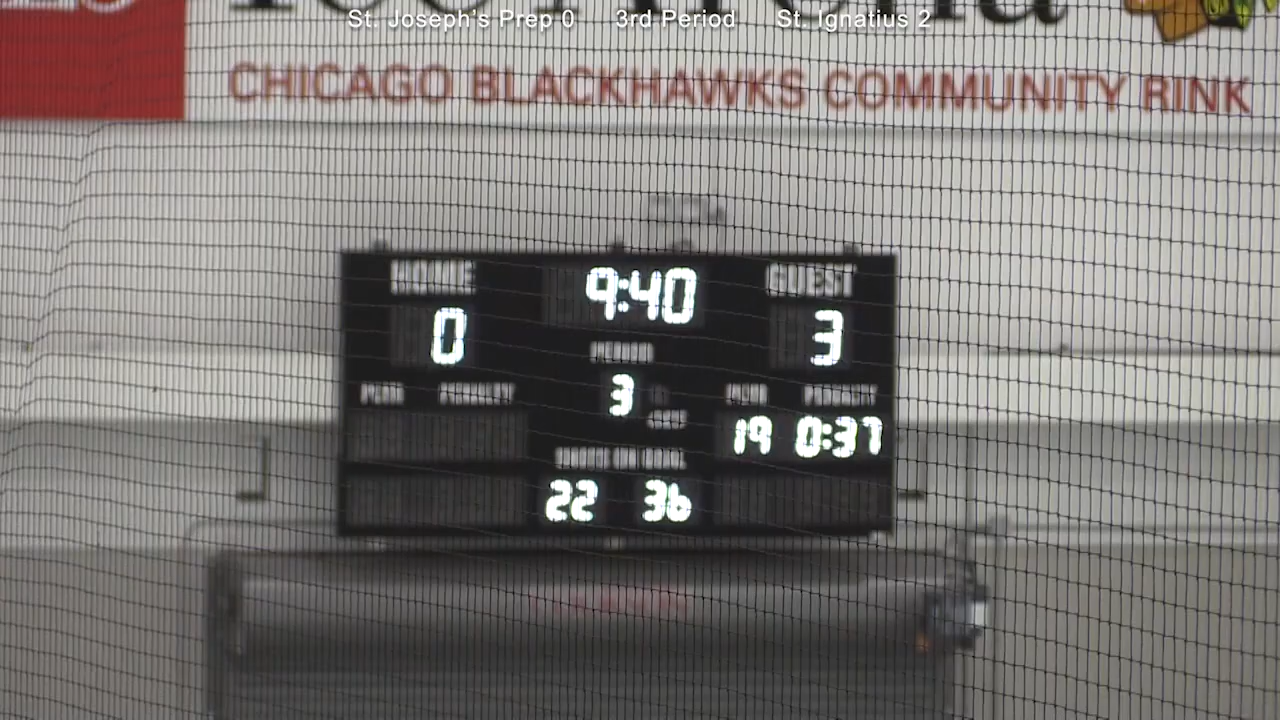 St. Joseph's Prep 0 3rd Period St. Ignatius 2
CHICAGO BLACKHAWKS COMMUNITY RINK
HOME 9:40 GUEST
0 3
3
19 0:37
22 36